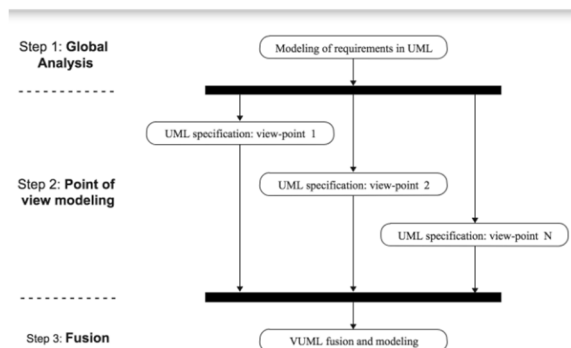 Step 1: Global
Analysis
Modeling of requirements in UML
UML specification: view-point 1
Step 2: Point of
view modeling
UML specification: view-point 2
UML specification: view-point N
Step 3: Fusion
VUML fusion and modeling